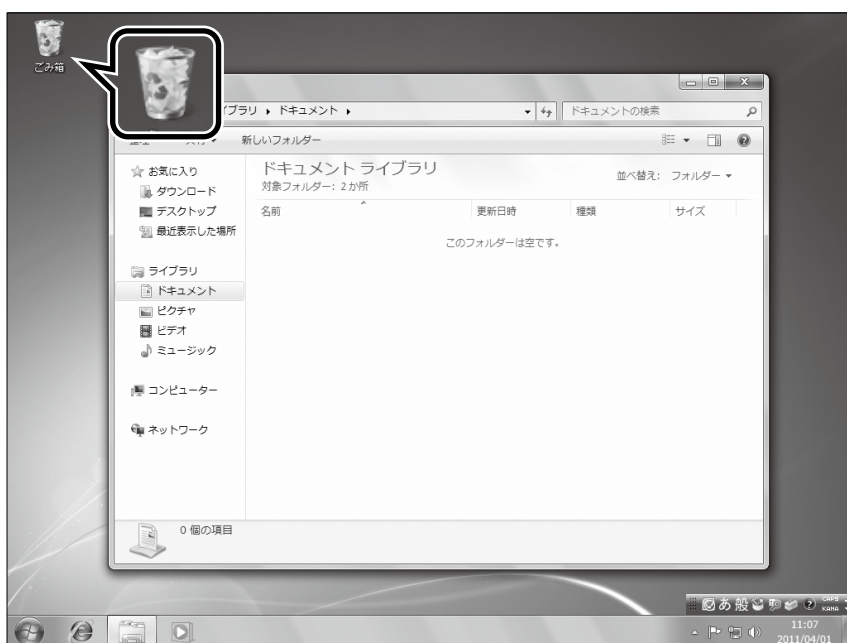 ごみ箱
イブラリ ▸ ドキュメント ▸
ドキュメントの検索
新しいフォルダー
お気に入り
ダウンロード
デスクトップ
最近表示した場所
ライブラリ
ドキュメント
ピクチャ
ビデオ
ミュージック
コンピューター
ネットワーク
ドキュメント ライブラリ
対象フォルダー: 2 か所
並べ替え: フォルダー ▼
名前
更新日時
種類
サイズ
このフォルダーは空です。
0 個の項目
あ 般
CAPS
KANA
11:07
2011/04/01